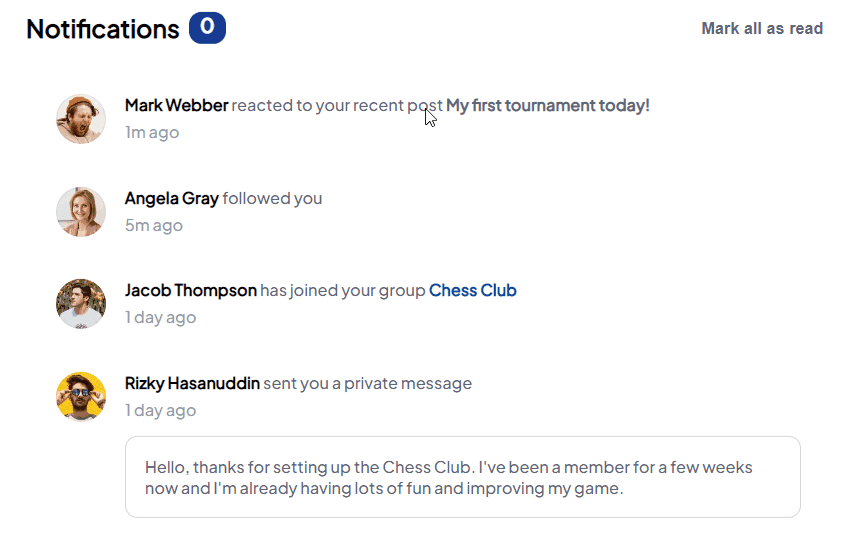 Notifications 0
Mark all as read
Mark Webber reacted to your recent post My first tournament today!
1m ago
Angela Gray followed you
5m ago
Jacob Thompson has joined your group Chess Club
1 day ago
Rizky Hasanuddin sent you a private message
1 day ago
Hello, thanks for setting up the Chess Club. I've been a member for a few weeks
now and I'm already having lots of fun and improving my game.